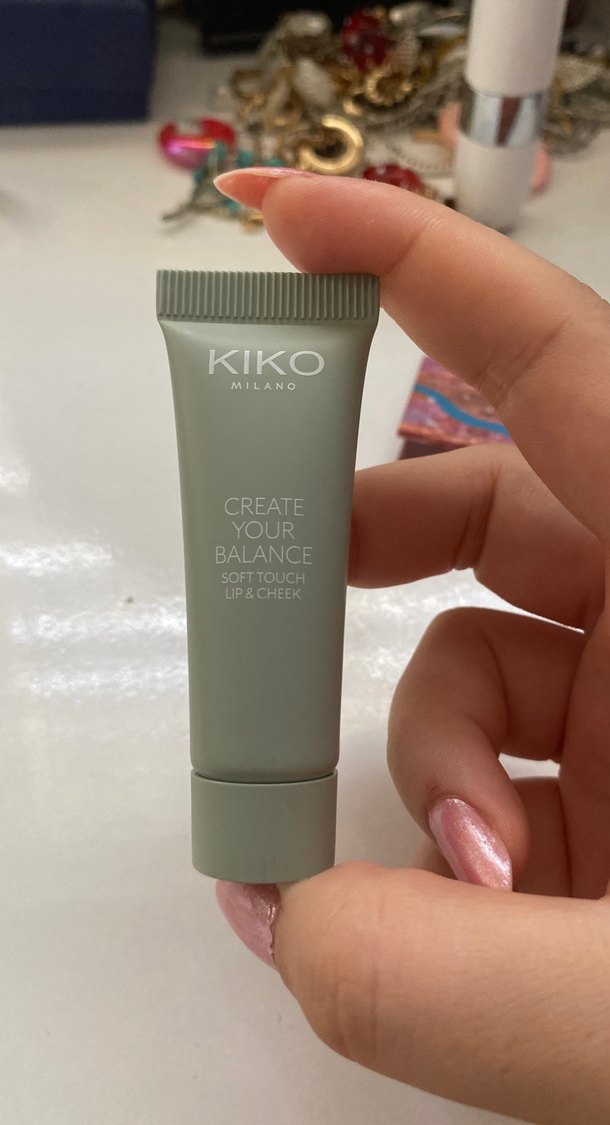 KIKO
MILANO
CREATE
YOUR
BALANCE
SOFT TOUCH
LIP & CHEEK